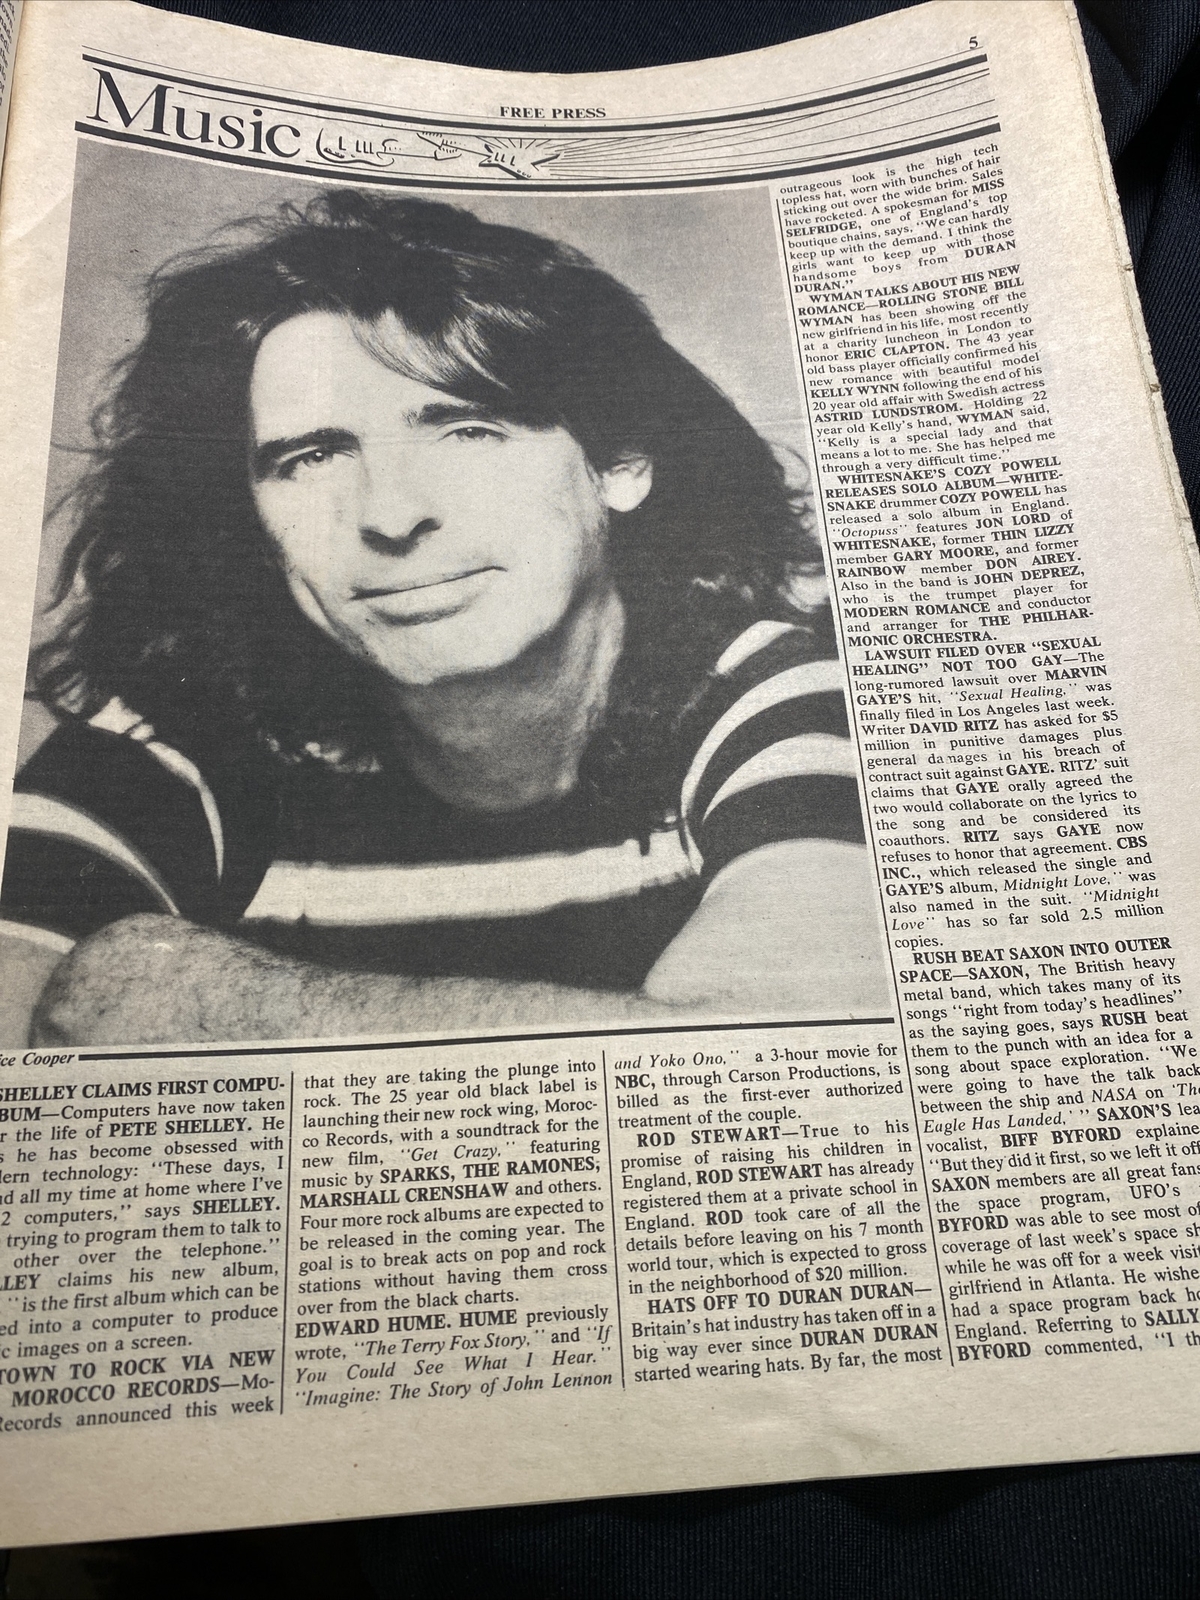 5
FREE PRESS
Music
ce Cooper
SHELLEY CLAIMS FIRST COMPU-
BUM—Computers have now taken
r the life of PETE SHELLEY. He
s he has become obsessed with
dern technology: "These days, I
nd all my time at home where I've
2 computers," says SHELLEY.
trying to program them to talk to
other over the telephone."
LLEY claims his new album,
"is the first album which can be
ed into a computer to produce
c images on a screen.
TOWN TO ROCK VIA NEW
MOROCCO RECORDS—Mo-
Records announced this week
that they are taking the plunge into
rock. The 25 year old black label is
launching their new rock wing, Moroc-
co Records, with a soundtrack for the
new film, "Get Crazy," featuring
music by SPARKS, THE RAMONES,
MARSHALL CRENSHAW and others.
Four more rock albums are expected to
be released in the coming year. The
goal is to break acts on pop and rock
stations without having them cross
over from the black charts.
EDWARD HUME. HUME previously
wrote, "The Terry Fox Story," and "If
You Could See What I Hear."
"Imagine: The Story of John Lennon
and Yoko Ono," a 3-hour movie for
NBC, through Carson Productions, is
billed as the first-ever authorized
treatment of the couple.
ROD STEWART—True to his
promise of raising his children in
England, ROD STEWART has already
registered them at a private school in
England. ROD took care of all the
details before leaving on his 7 month
world tour, which is expected to gross
in the neighborhood of $20 million.
HATS OFF TO DURAN DURAN—
Britain's hat industry has taken off in a
big way ever since DURAN DURAN
started wearing hats. By far, the most
outrageous look is the high tech
topless hat, worn with bunches of hair
sticking out over the wide brim. Sales
have rocketed. A spokesman for MISS
SELFRIDGE, one of England's top
boutique chains, says, "We can hardly
keep up with the demand. I think the
girls want to keep up with those
handsome boys from DURAN
DURAN."
WYMAN TALKS ABOUT HIS NEW
ROMANCE—ROLLING STONE BILL
WYMAN has been showing off the
new girlfriend in his life, most recently
at a charity luncheon in London to
honor ERIC CLAPTON. The 43 year
old bass player officially confirmed his
new romance with beautiful model
KELLY WYNN following the end of his
20 year old affair with Swedish actress
ASTRID LUNDSTROM. Holding 22
year old Kelly's hand, WYMAN said,
"Kelly is a special lady and that
means a lot to me. She has helped me
through a very difficult time."
WHITESNAKE'S COZY POWELL
RELEASES SOLO ALBUM—WHITE-
SNAKE drummer COZY POWELL has
released a solo album in England.
"Octopuss" features JON LORD of
WHITESNAKE, former THIN LIZZY
member GARY MOORE, and former
RAINBOW member DON AIREY.
Also in the band is JOHN DEPREZ,
who is the trumpet player for
MODERN ROMANCE and conductor
and arranger for THE PHILHAR-
MONIC ORCHESTRA.
LAWSUIT FILED OVER "SEXUAL
HEALING" NOT TOO GAY—The
long-rumored lawsuit over MARVIN
GAYE'S hit, "Sexual Healing," was
finally filed in Los Angeles last week.
Writer DAVID RITZ has asked for $5
million in punitive damages plus
general damages in his breach of
contract suit against GAYE. RITZ' suit
claims that GAYE orally agreed the
two would collaborate on the lyrics to
the song and be considered its
coauthors. RITZ says GAYE now
refuses to honor that agreement. CBS
INC., which released the single and
GAYE'S album, Midnight Love," was
also named in the suit. "Midnight
Love" has so far sold 2.5 million
copies.
RUSH BEAT SAXON INTO OUTER
SPACE—SAXON, The British heavy
metal band, which takes many of its
songs "right from today's headlines"
as the saying goes, says RUSH beat
them to the punch with an idea for a
song about space exploration. "We
were going to have the talk back
between the ship and NASA on 'The
Eagle Has Landed,' " SAXON'S lea
vocalist, BIFF BYFORD explaine
"But they did it first, so we left it off
SAXON members are all great fans
the space program, UFO's
BYFORD was able to see most of
coverage of last week's space sh
while he was off for a week visit
girlfriend in Atlanta. He wishe
had a space program back ho
England. Referring to SALLY
BYFORD commented, "I th